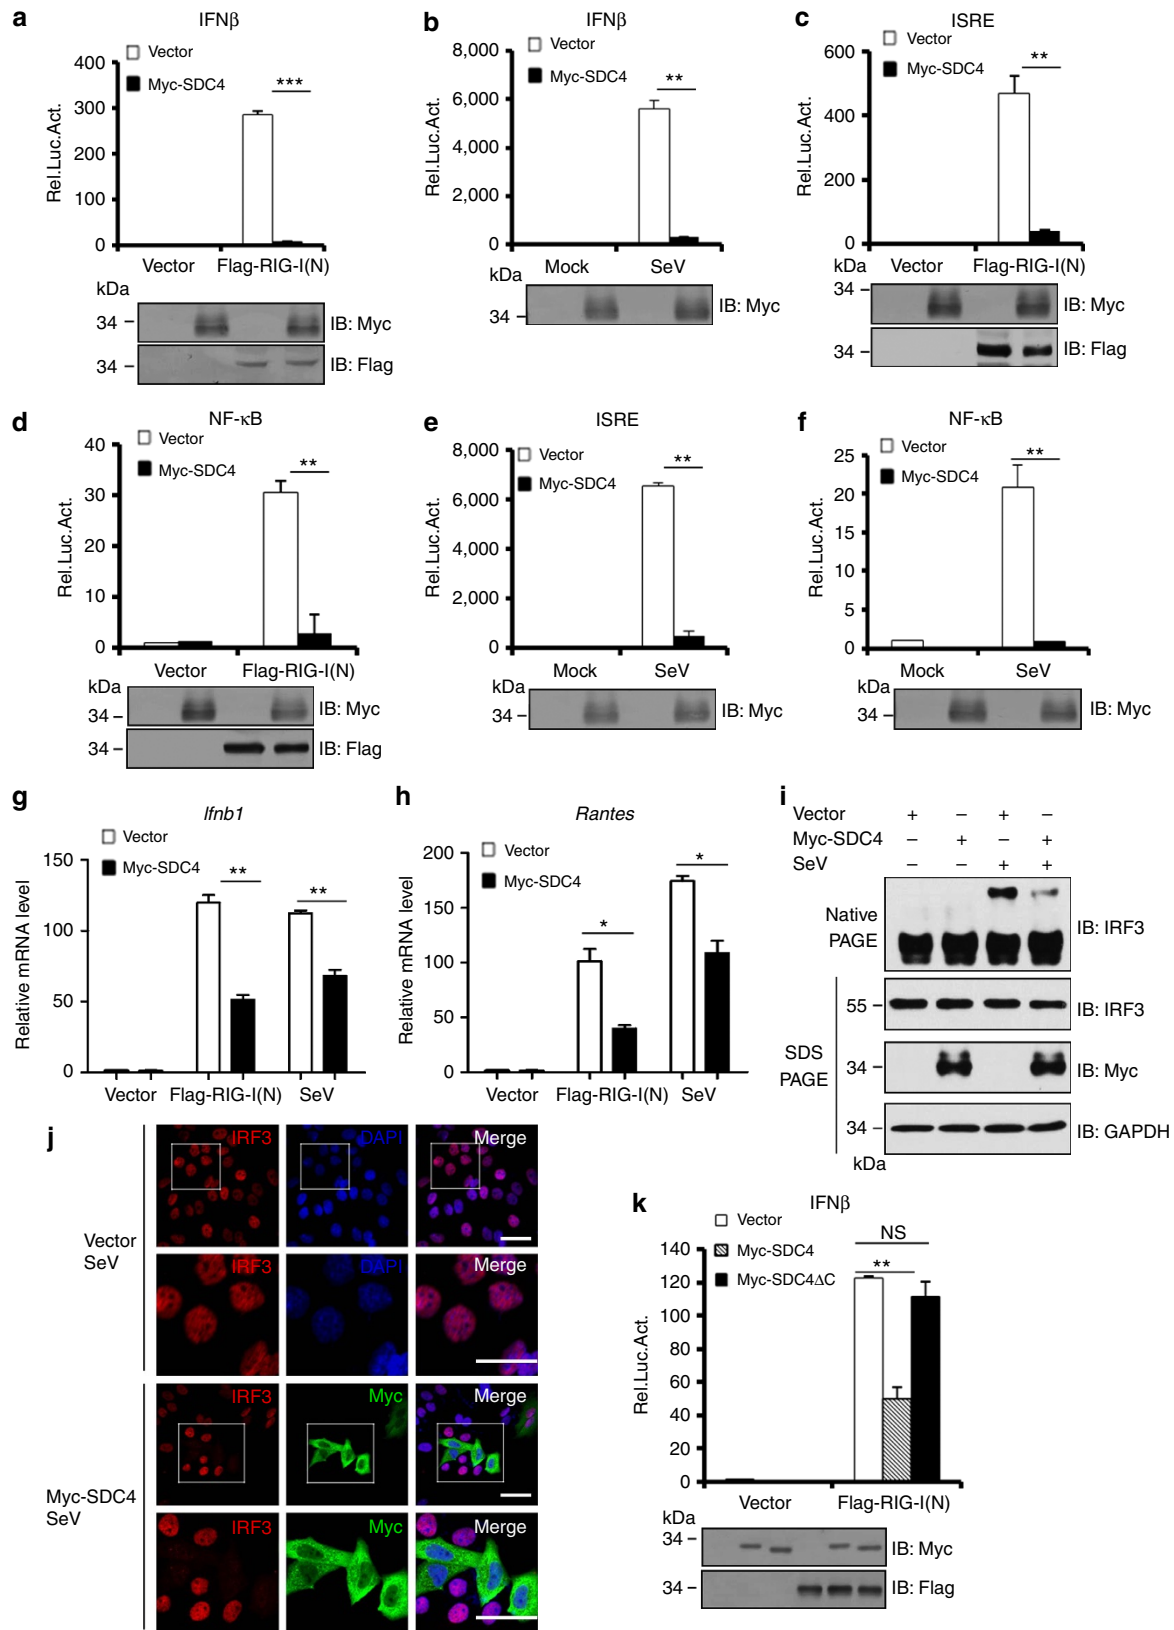 a
IFNβ
Vector
Myc-SDC4
400
300
200
100
0
Rel.Luc.Act.
***
Vector Flag-RIG-I(N)
kDa
34
IB: Myc
34
IB: Flag
b
IFNβ
Vector
Myc-SDC4
8,000
6,000
4,000
2,000
0
Rel.Luc.Act.
**
Mock SeV
kDa
34
IB: Myc
c
ISRE
Vector
Myc-SDC4
600
400
200
0
Rel.Luc.Act.
**
Vector Flag-RIG-I(N)
kDa
34
IB: Myc
34
IB: Flag
d
NF-κB
Vector
Myc-SDC4
40
30
20
10
0
Rel.Luc.Act.
**
Vector Flag-RIG-I(N)
kDa
34
IB: Myc
34
IB: Flag
e
ISRE
Vector
Myc-SDC4
8,000
6,000
4,000
2,000
0
Rel.Luc.Act.
**
Mock SeV
kDa
34
IB: Myc
f
NF-κB
Vector
Myc-SDC4
25
20
15
10
5
0
Rel.Luc.Act.
**
Mock SeV
kDa
34
IB: Myc
g
Ifnb1
Vector
Myc-SDC4
150
100
50
0
Relative mRNA level
**
**
Vector Flag-RIG-I(N) SeV
h
Rantes
Vector
Myc-SDC4
200
150
100
50
0
Relative mRNA level
*
*
Vector Flag-RIG-I(N) SeV
i
Vector + − + −
Myc-SDC4 − + − +
SeV − − + +
Native PAGE
IB: IRF3
SDS PAGE
55
IB: IRF3
34
IB: Myc
34
IB: GAPDH
kDa
j
Vector
SeV
IRF3 DAPI Merge
IRF3 DAPI Merge
Myc-SDC4
SeV
IRF3 Myc Merge
IRF3 Myc Merge
k
IFNβ
Vector
Myc-SDC4
Myc-SDC4ΔC
140
120
100
80
60
40
20
0
Rel.Luc.Act.
NS
**
Vector Flag-RIG-I(N)
kDa
34
IB: Myc
34
IB: Flag